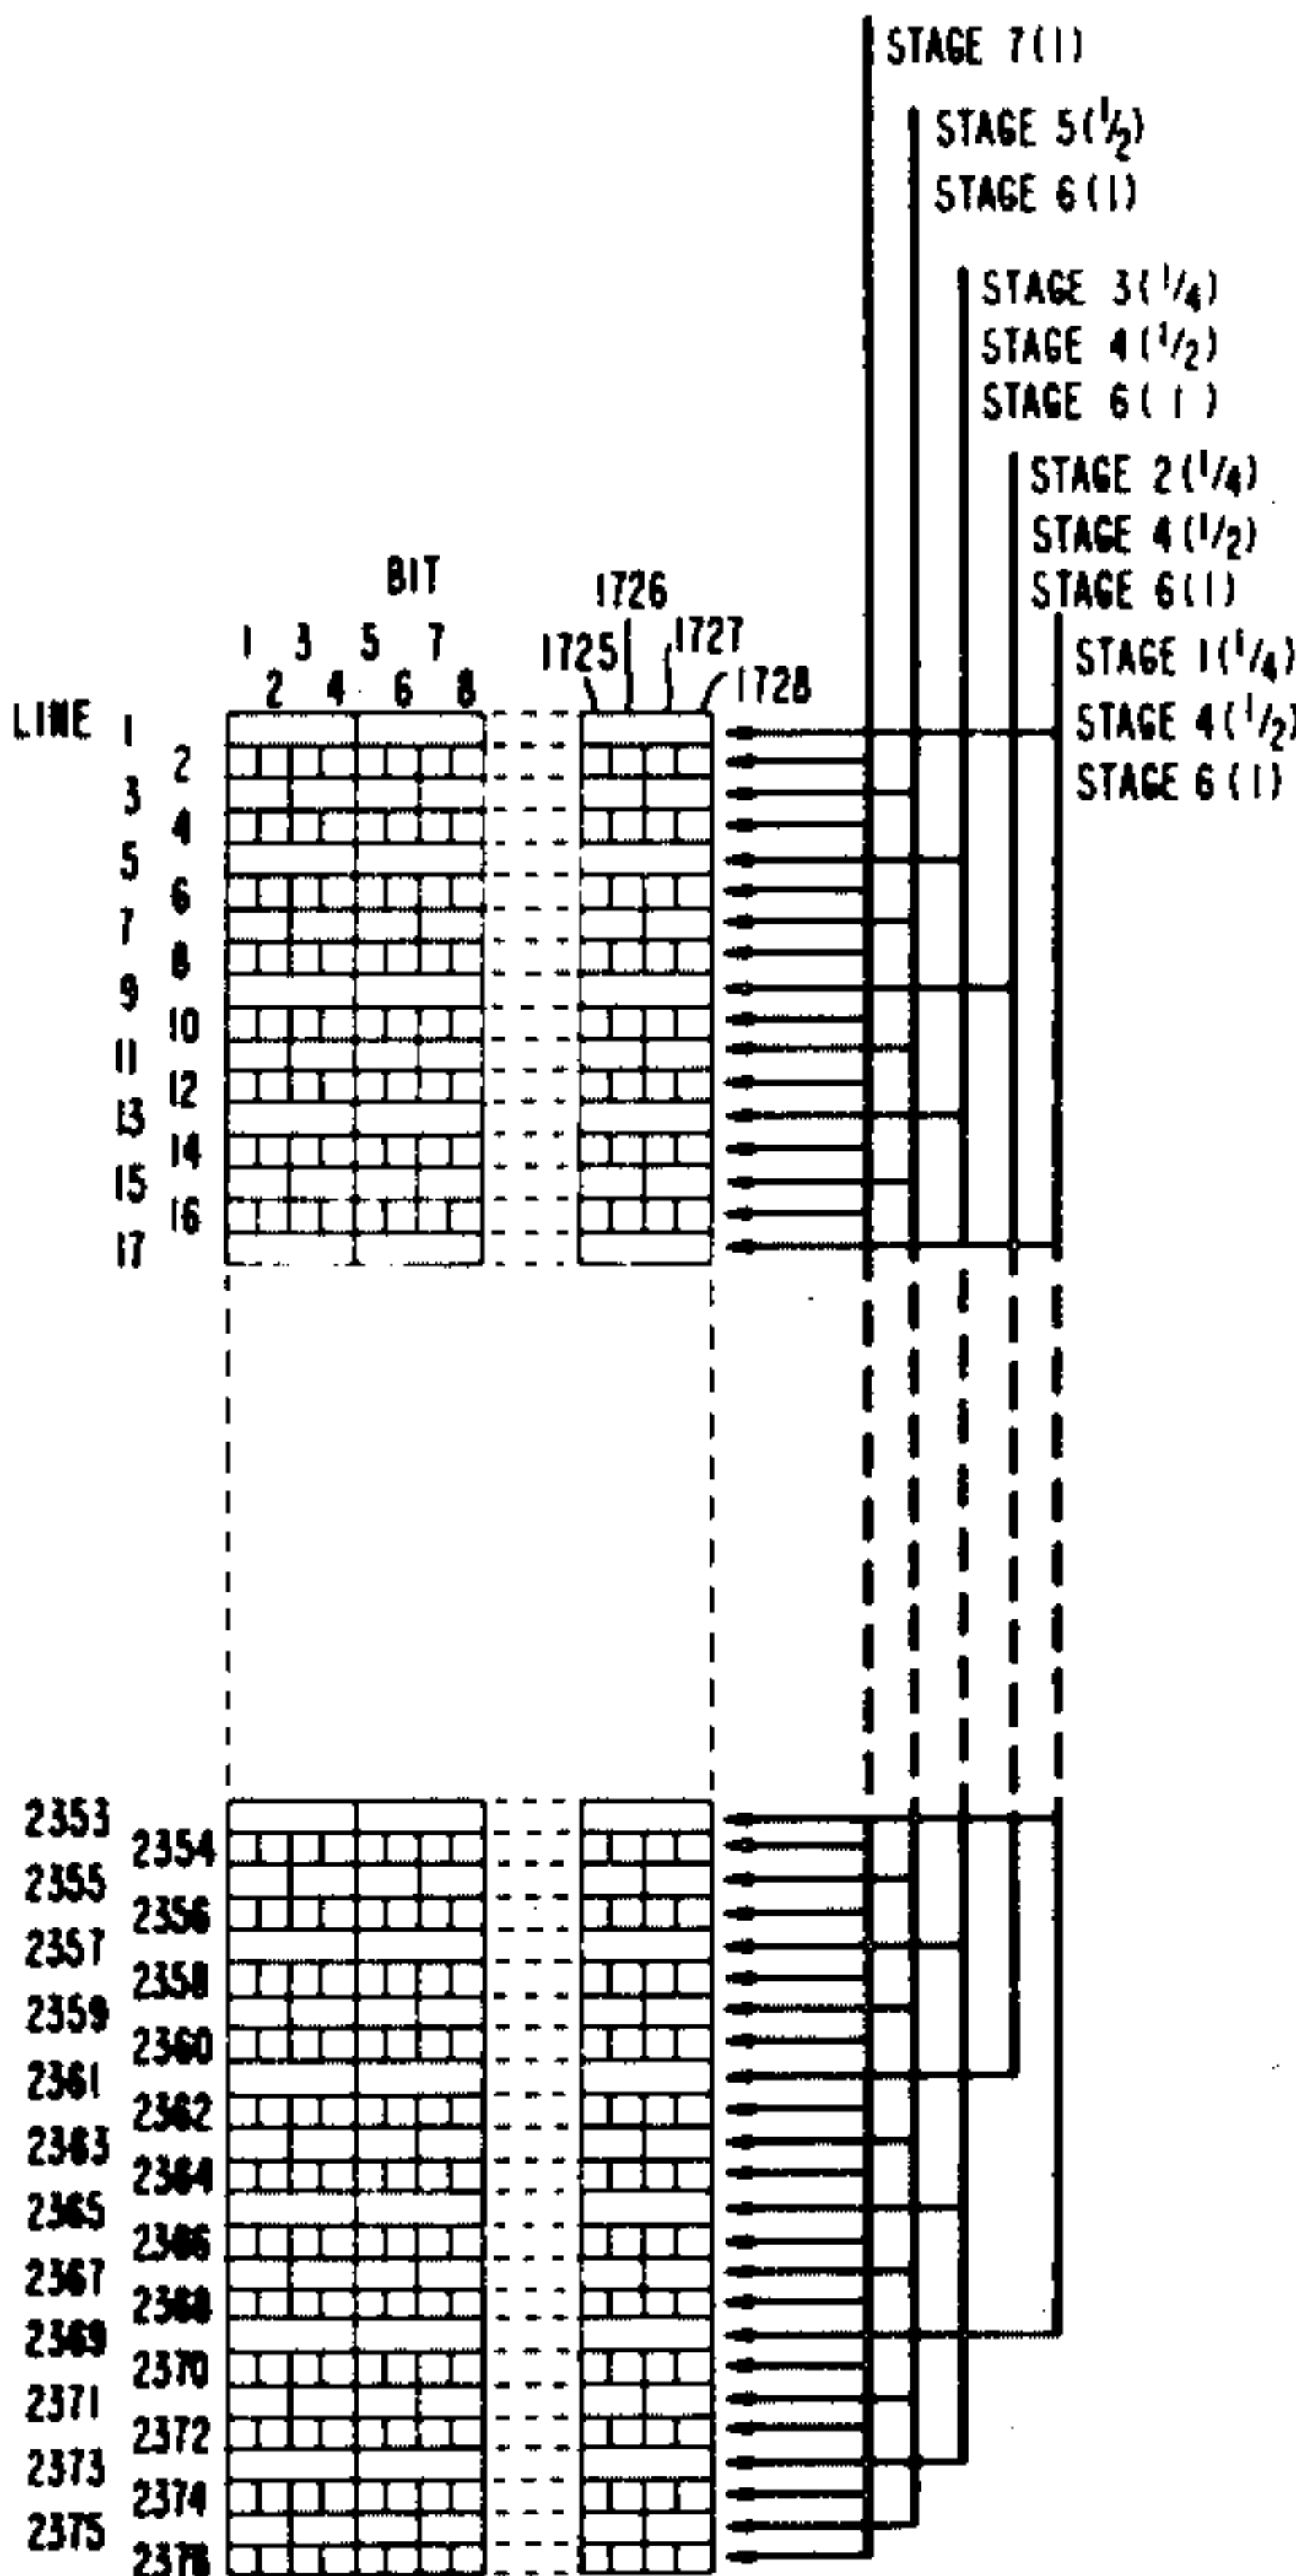 STAGE 7(1)
STAGE 5(1/2)
STAGE 6(1)
STAGE 3(1/4)
STAGE 4(1/2)
STAGE 6(1)
STAGE 2(1/4)
STAGE 4(1/2)
STAGE 6(1)
STAGE 1(1/4)
STAGE 4(1/2)
STAGE 6(1)
BIT
1 3 5 7
2 4 6 8
1725 1726 1727 1728
LINE 1
2
3
4
5
6
7
8
9
10
11
12
13
14
15
16
17
2353
2354
2355
2356
2357
2358
2359
2360
2361
2362
2363
2364
2365
2366
2367
2368
2369
2370
2371
2372
2373
2374
2375
2376